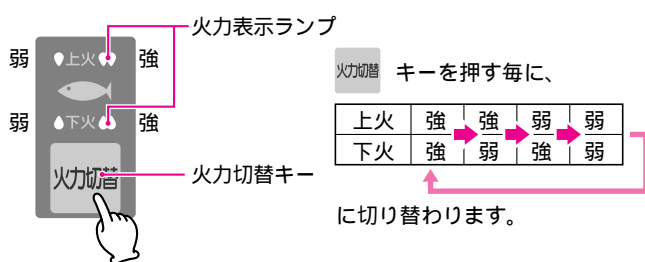 火力表示ランプ
弱 上火 強
弱 下火 強
火力切替
火力切替キー
火力切替 キーを押す毎に、
上火 強 強 弱 弱
下火 強 弱 強 弱
に切り替わります。